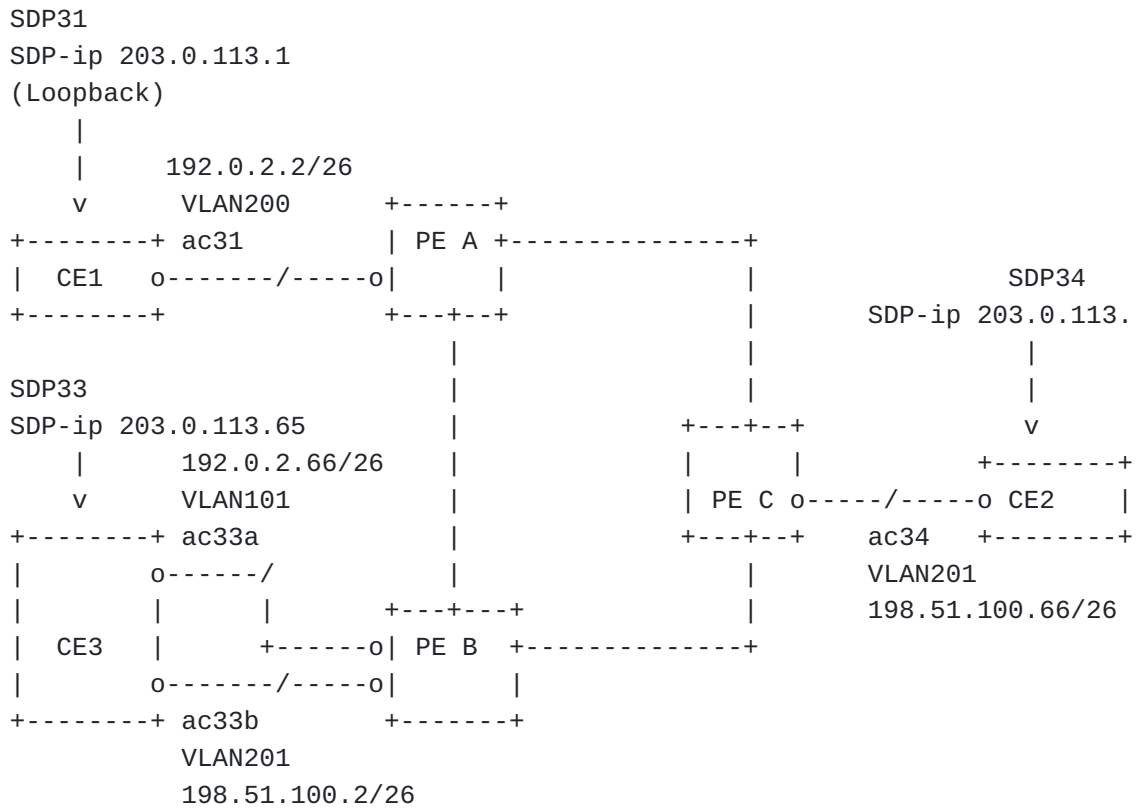 SDP31
SDP-ip 203.0.113.1
(Loopback)
|
| 192.0.2.2/26
v VLAN200 +------+
+--------+ ac31 | PE A +---------------+
| CE1 o-------/-----o| | | SDP34
+--------+ +---+--+ | SDP-ip 203.0.113.
| | |
SDP33 | | |
SDP-ip 203.0.113.65 | +---+--+ v
| 192.0.2.66/26 | | | +--------+
v VLAN101 | | PE C o-----/-----o CE2 |
+--------+ ac33a | +---+--+ ac34 +--------+
| o------/ | | VLAN201
| | | +---+---+ | 198.51.100.66/26
| CE3 | +------o| PE B +--------------+
| o-------/-----o| |
+--------+ ac33b +-------+
VLAN201
198.51.100.2/26